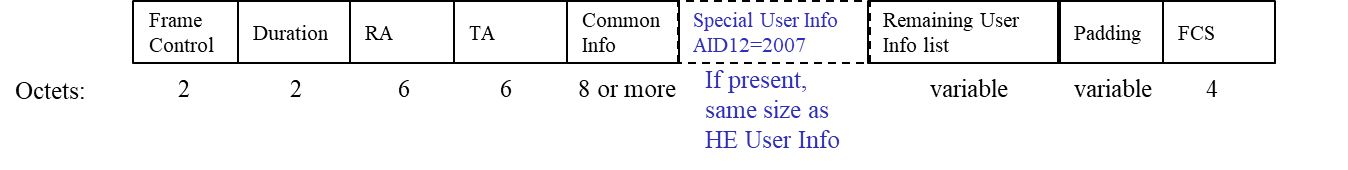 Frame Control
Duration
RA
TA
Common Info
Special User Info AID12=2007
Remaining User Info list
Padding
FCS
Octets:
2
2
6
6
8 or more
If present, same size as HE User Info
variable
variable
4